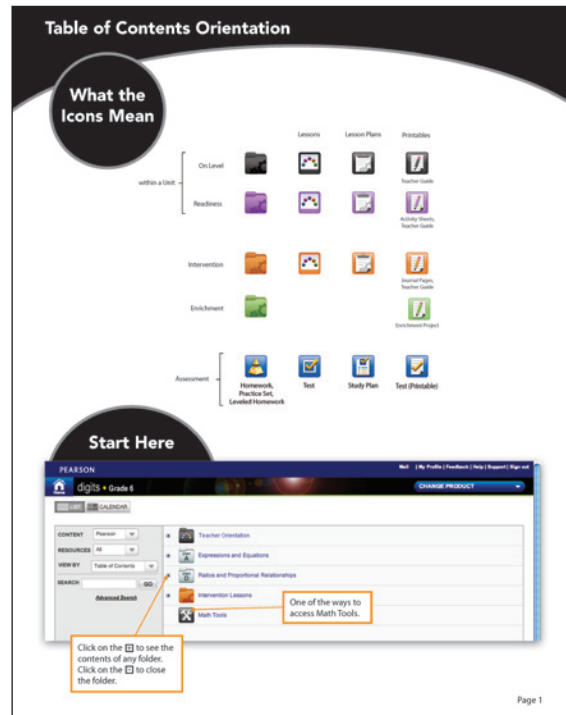 Table of Contents Orientation
What the
Icons Mean
Lessons
Lesson Plans
Printables
On Level
within a Unit
Teacher Guide
Readiness
Activity Sheets,
Teacher Guide
Intervention
Journal Pages,
Teacher Guide
Enrichment
Enrichment Project
Assessment
Homework,
Practice Set,
Leveled Homework
Test
Study Plan
Test (Printable)
Start Here
PEARSON
Mail | My Profile | Feedback | Help | Support | Sign out
Home
digits • Grade 6
CHANGE PRODUCT
LIST
CALENDAR
CONTENT Pearson
RESOURCES All
VIEW BY Table of Contents
SEARCH GO
Advanced Search
Teacher Orientation
A Expressions and Equations
D Ratios and Proportional Relationships
Intervention Lessons
Math Tools
One of the ways to
access Math Tools.
Click on the + to see the
contents of any folder.
Click on the - to close
the folder.
Page 1